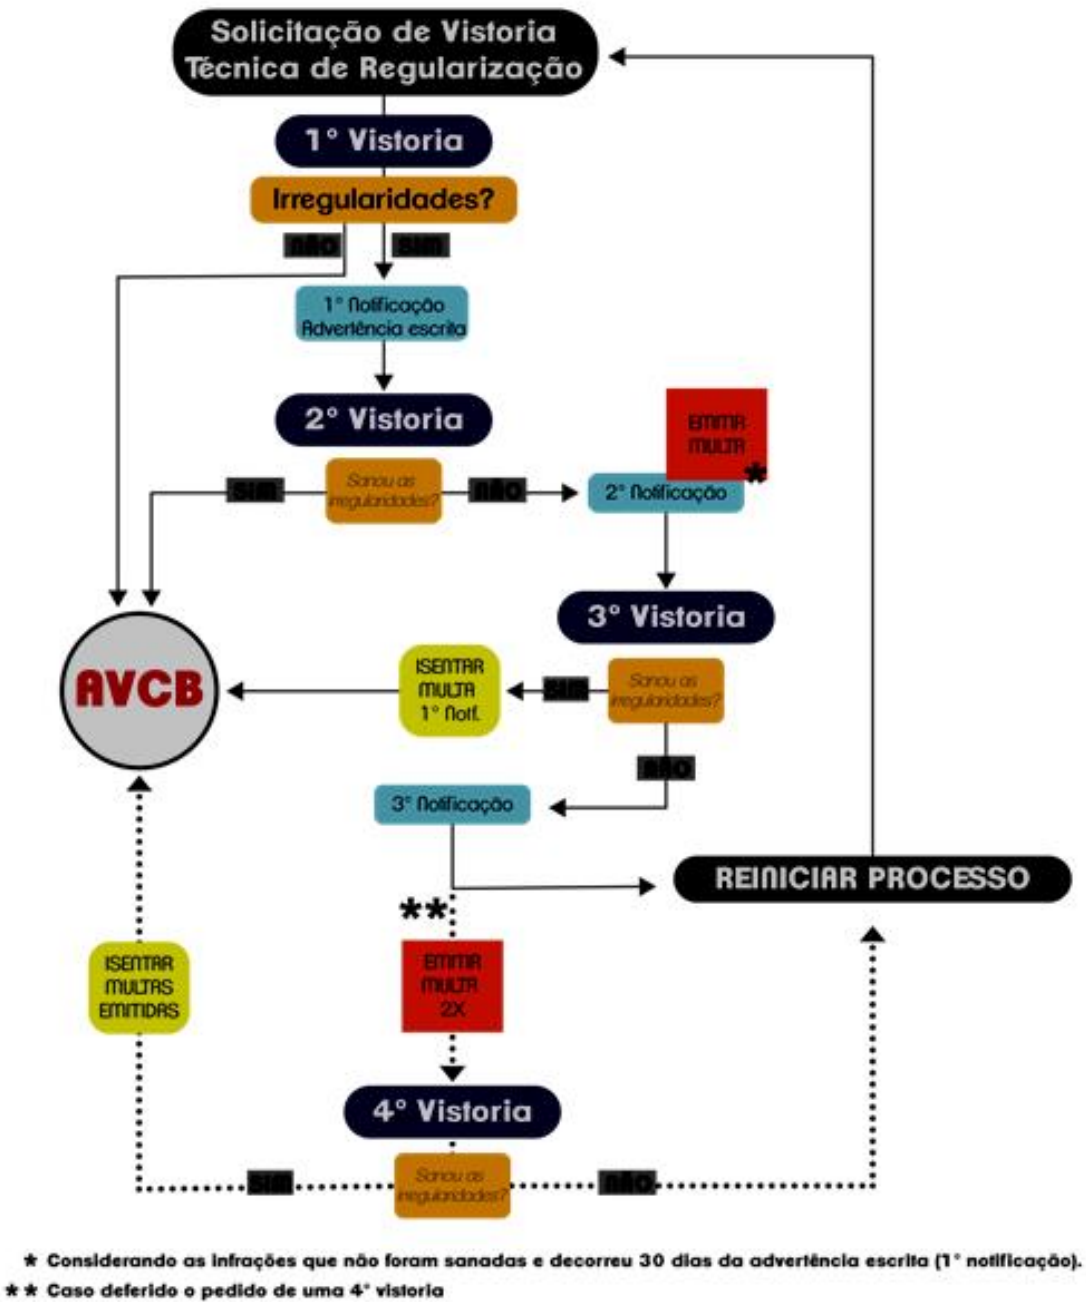 Solicitação de Vistoria
Técnica de Regularização
1° Vistoria
Irregularidades?
NÃO
SIM
1° Notificação
Advertência escrita
2° Vistoria
EMITIR
MULTA
*
Sanou as
irregularidades?
SIM
NÃO
2° Notificação
3° Vistoria
AVCB
ISENTAR
MULTA
1° Notf.
SIM
Sanou as
irregularidades?
NÃO
3° Notificação
REINICIAR PROCESSO
**
ISENTAR
MULTAS
EMITIDAS
EMITIR
MULTA
2X
4° Vistoria
SIM
Sanou as
irregularidades?
NÃO
* Considerando as infrações que não foram sanadas e decorreu 30 dias da advertência escrita (1° notificação).
** Caso deferido o pedido de uma 4° vistoria